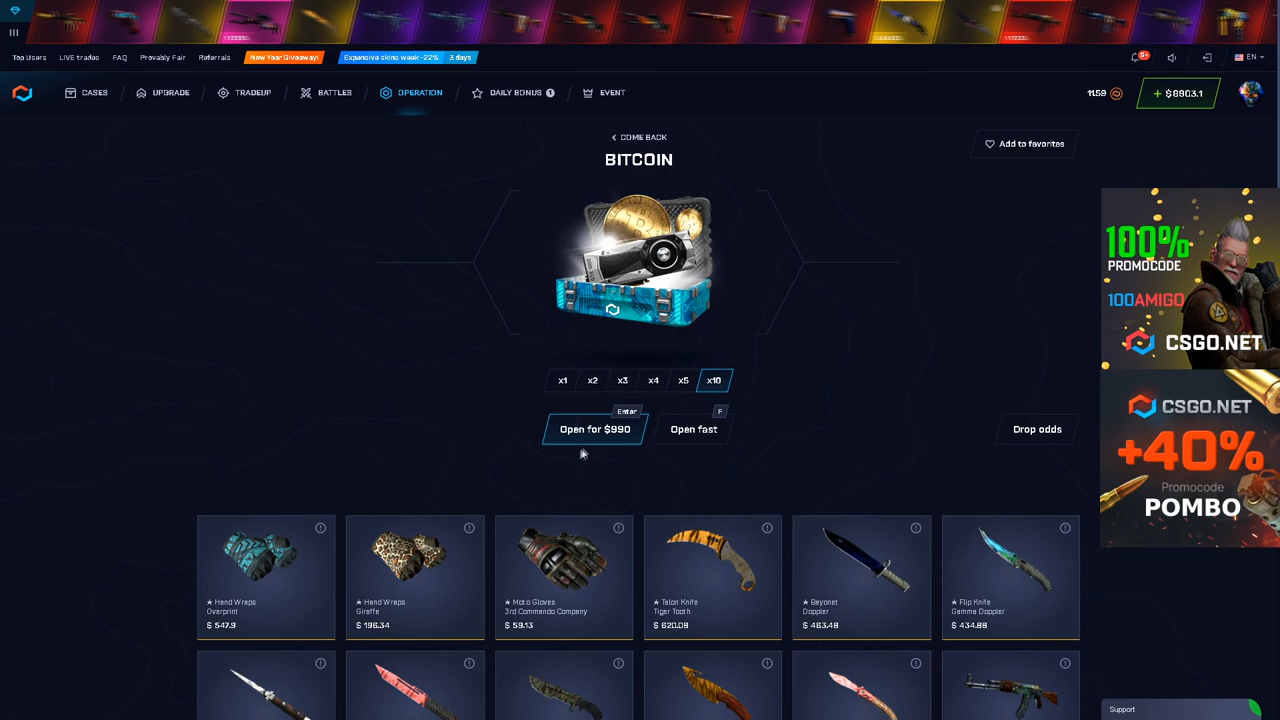 Top Users
LIVE trades
FAQ
Provably Fair
Referrals
New Year Giveaway!
Expensive skins week -22%
3 days
5+
EN
CASES
UPGRADE
TRADEUP
BATTLES
OPERATION
DAILY BONUS
1
EVENT
11.59
+ $ 8903.1
COME BACK
BITCOIN
Add to favorites
x1
x2
x3
x4
x5
x10
Enter
F
Open for $990
Open fast
Drop odds
100%
PROMOCODE
100AMIGO
CSGO.NET
CSGO.NET
+40%
Promocode
POMBO
★ Hand Wraps
Overprint
$ 547.9
★ Hand Wraps
Giraffe
$ 196.34
★ Moto Gloves
3rd Commando Company
$ 59.13
★ Talon Knife
Tiger Tooth
$ 620.08
★ Bayonet
Doppler
$ 463.48
★ Flip Knife
Gamma Doppler
$ 434.88
Support